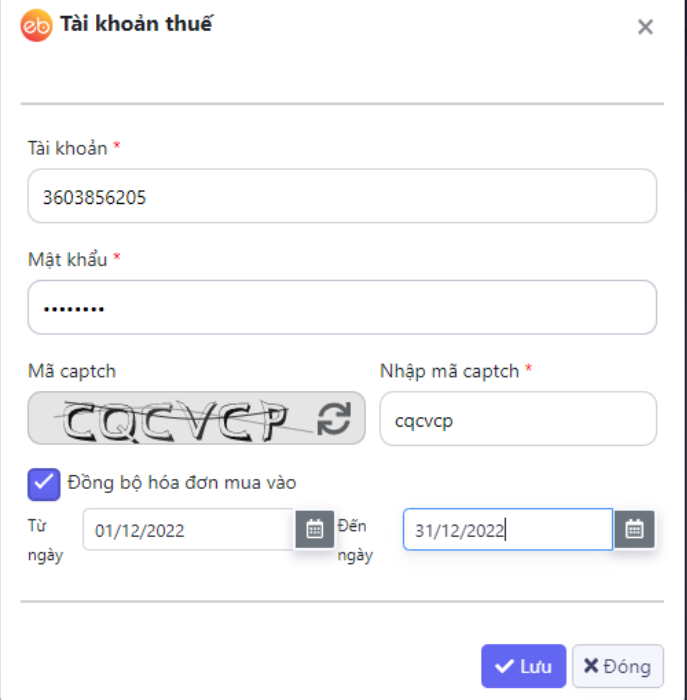 eb Tài khoản thuế
Tài khoản *
3603856205
Mật khẩu *
••••••••
Mã captch Nhập mã captch *
CQCVCP cqcvcp
Đồng bộ hóa đơn mua vào
Từ ngày 01/12/2022 Đến ngày 31/12/2022
Lưu Đóng